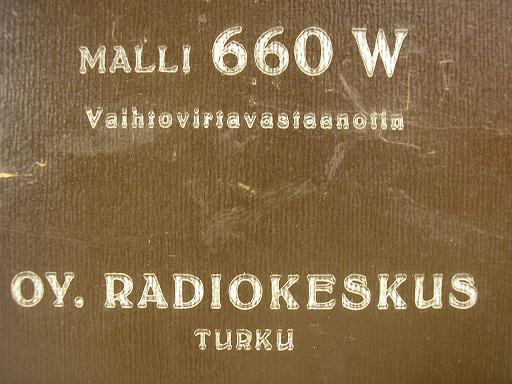 MALLI 660 W
Vaihtovirtavastaanotin
OY. RADIOKESKUS
TURKU